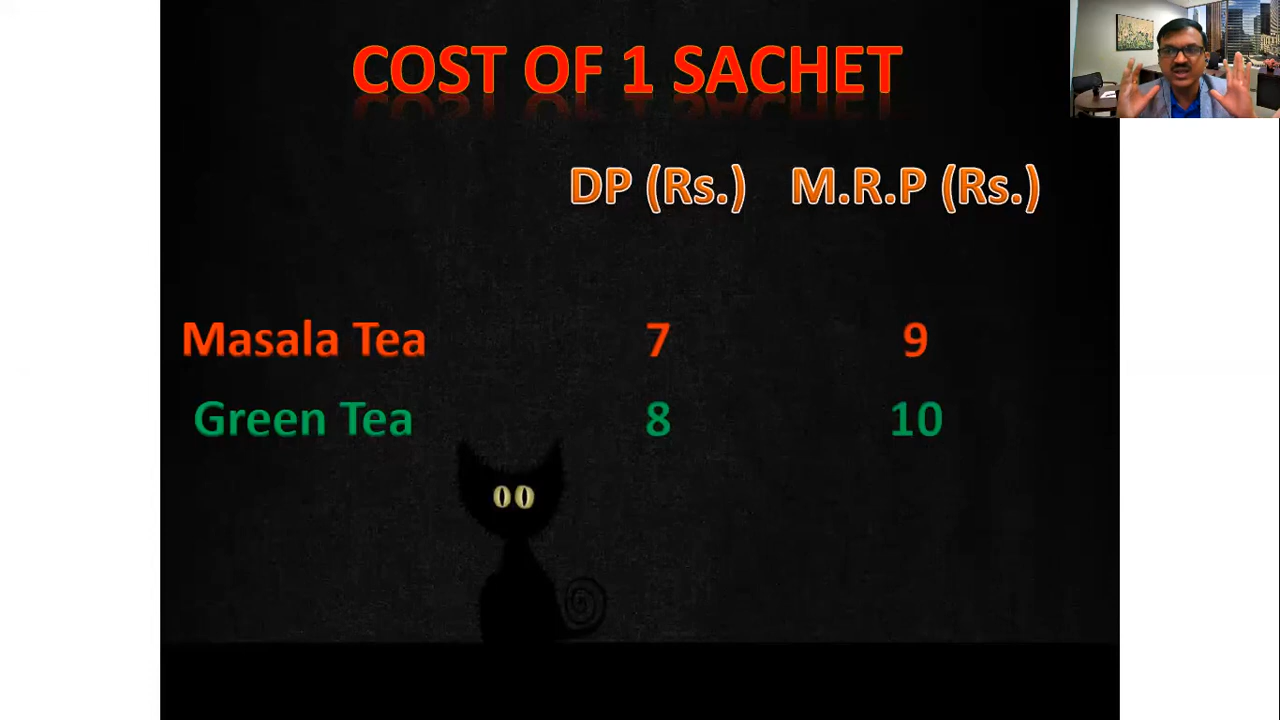 COST OF 1 SACHET
DP (Rs.) M.R.P (Rs.)
Masala Tea 7 9
Green Tea 8 10